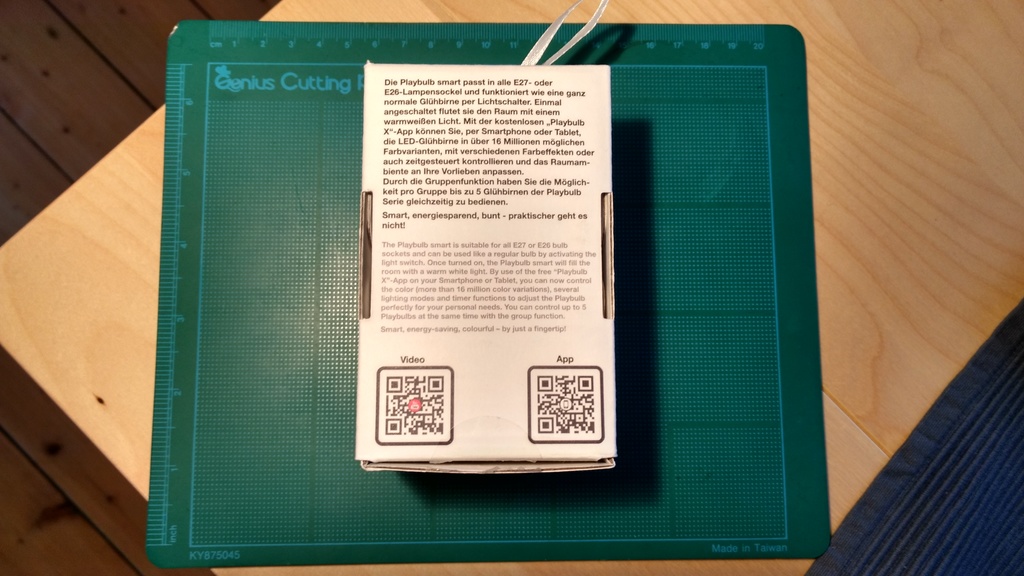 cm 1 2 3 4 5 6 9 10 11 16 17 18 19 20
Genius Cutting
Die Playbulb smart passt in alle E27- oder
E26-Lampensockel und funktioniert wie eine ganz
normale Glühbirne per Lichtschalter. Einmal
angeschaltet flutet sie den Raum mit einem
warmweißen Licht. Mit der kostenlosen „Playbulb
X“-App können Sie, per Smartphone oder Tablet,
die LED-Glühbirne in über 16 Millionen möglichen
Farbvarianten, mit verschiedenen Farbeffekten oder
auch zeitgesteuert kontrollieren und das Raumam-
biente an Ihre Vorlieben anpassen.
Durch die Gruppenfunktion haben Sie die Möglich-
keit pro Gruppe bis zu 5 Glühbirnen der Playbulb
Serie gleichzeitig zu bedienen.
Smart, energiesparend, bunt - praktischer geht es
nicht!
The Playbulb smart is suitable for all E27 or E26 bulb
sockets and can be used like a regular bulb by activating the
light switch. Once turned on, the Playbulb smart will fill the
room with a warm white light. By use of the free "Playbulb
X"-App on your Smartphone or Tablet, you can now control
the color (more than 16 million color variations), several
lighting modes and timer functions to adjust the Playbulb
perfectly for your personal needs. You can control up to 5
Playbulbs at the same time with the group function.
Smart, energy-saving, colourful – by just a fingertip!
Video
App
inch
KY875045
Made in Taiwan